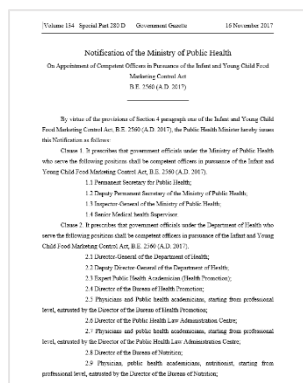 Volume 134 Special Part 280 D Government Gazette 16 November 2017
Notification of the Ministry of Public Health
On Appointment of Competent Officers in Pursuance of the Infant and Young Child Food
Marketing Control Act
B.E. 2560 (A.D. 2017)
By virtue of the provisions of Section 4 paragraph one of the Infant and Young Child
Food Marketing Control Act, B.E. 2560 (A.D. 2017), the Public Health Minister hereby issues
this Notification as follows:
Clause 1. It prescribes that government officials under the Ministry of Public Health
who serve the following positions shall be competent officers in pursuance of the Infant and
Young Child Food Marketing Control Act, B.E. 2560 (A.D. 2017).
1.1 Permanent Secretary for Public Health;
1.2 Deputy Permanent Secretary of the Ministry of Public Health;
1.3 Inspector-General of the Ministry of Public Health;
1.4 Senior Medical health Supervisor.
Clause 2. It prescribes that government officials under the Department of Health who
serve the following positions shall be competent officers in pursuance of the Infant and Young
Child Food Marketing Control Act, B.E. 2560 (A.D. 2017).
2.1 Director-General of the Department of Health;
2.2 Deputy Director-General of the Department of Health;
2.3 Expert Public Health Academician (Health Promotion);
2.4 Director of the Bureau of Health Promotion;
2.5 Physicians and Public health academicians, starting from professional
level, entrusted by the Director of the Bureau of Health Promotion;
2.6 Director of the Public Health Law Administration Centre;
2.7 Physicians and public health academicians, starting from professional
level, entrusted by the Director of the Public Health Law Administration Centre;
2.8 Director of the Bureau of Nutrition;
2.9 Physician, public health academicians, nutritionist, starting from
professional level, entrusted by the Director of the Bureau of Nutrition;